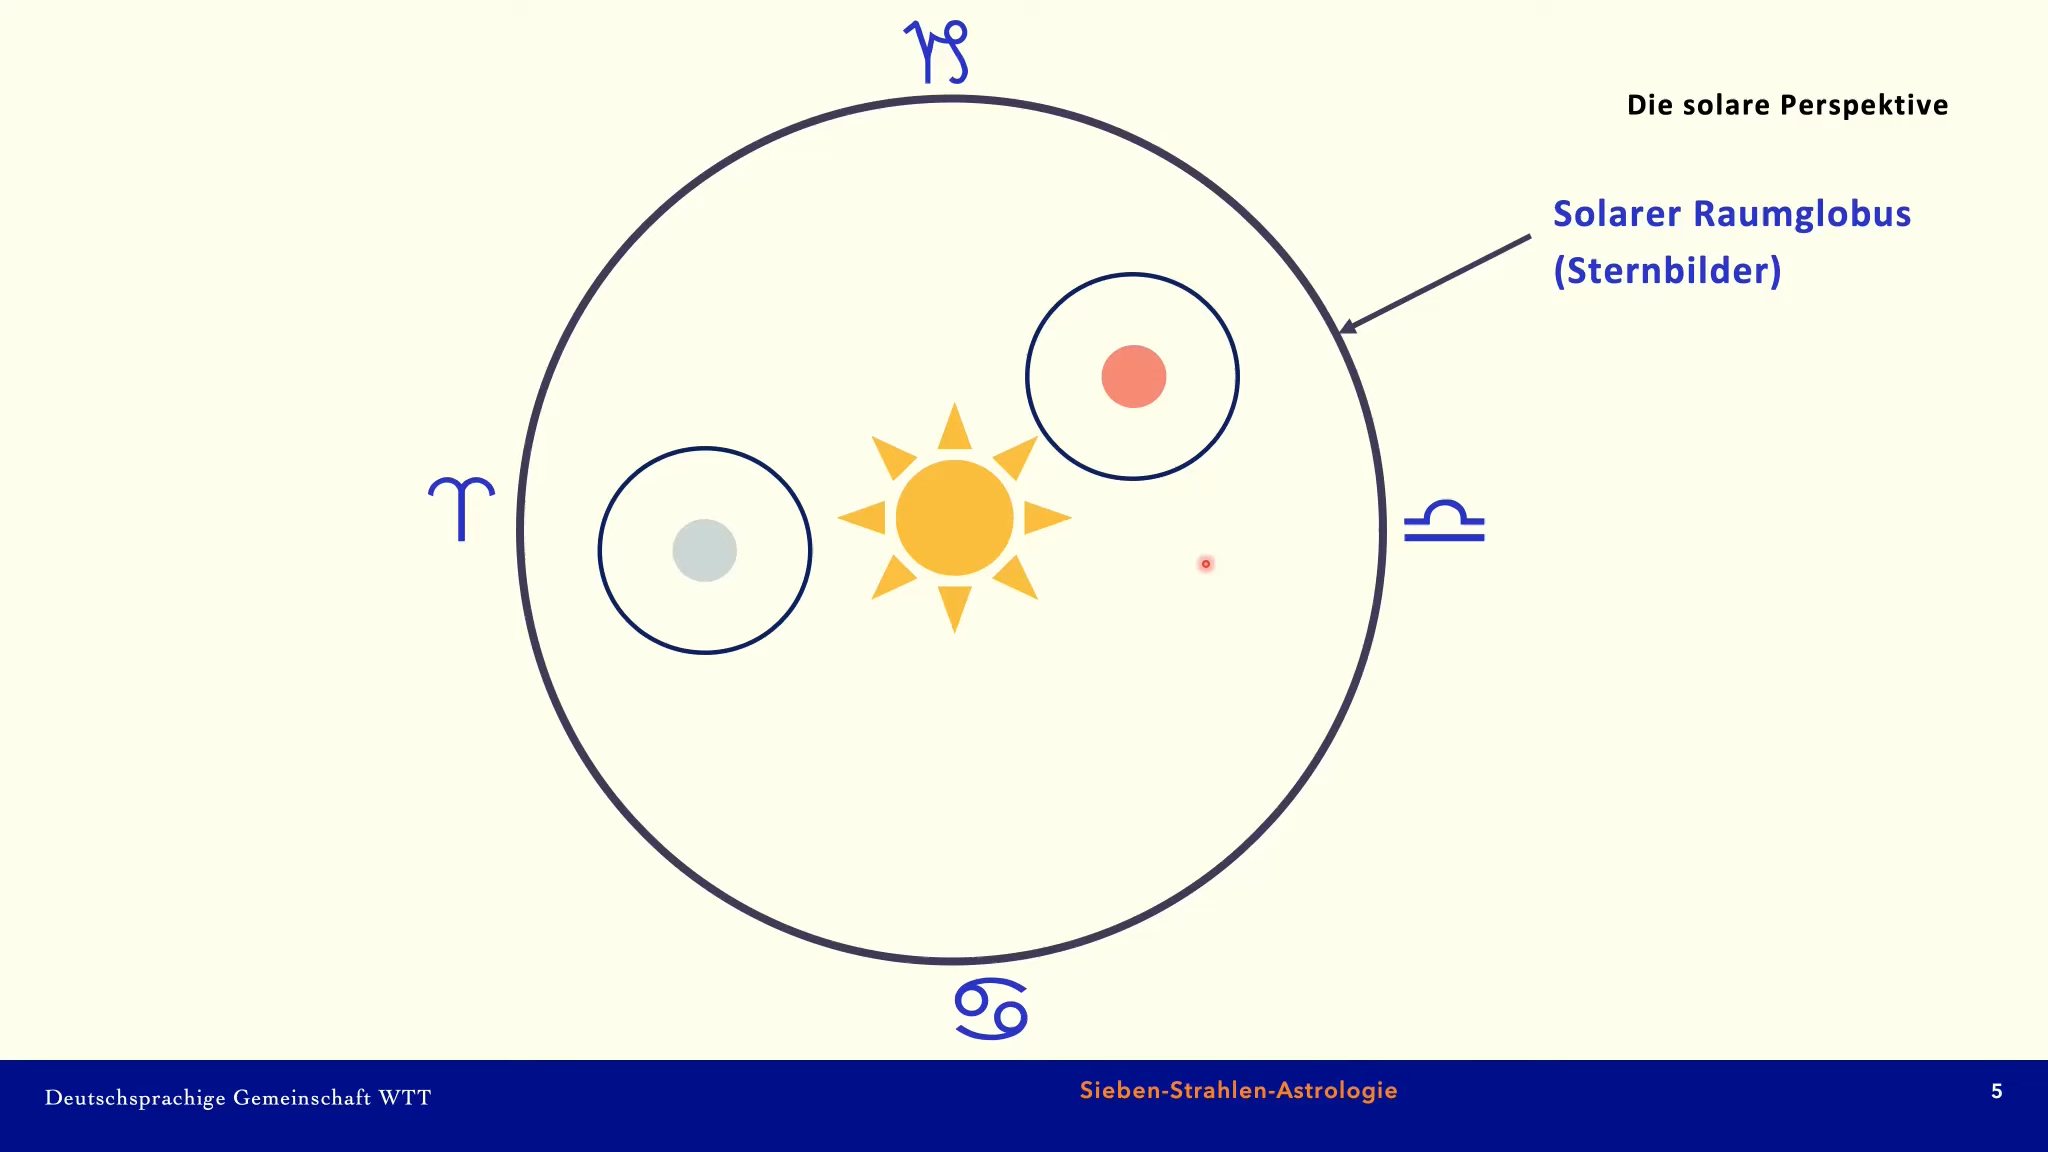 ♑
Die solare Perspektive
Solarer Raumglobus
(Sternbilder)
♈
♎
♋
Deutschsprachige Gemeinschaft WTT
Sieben-Strahlen-Astrologie
5